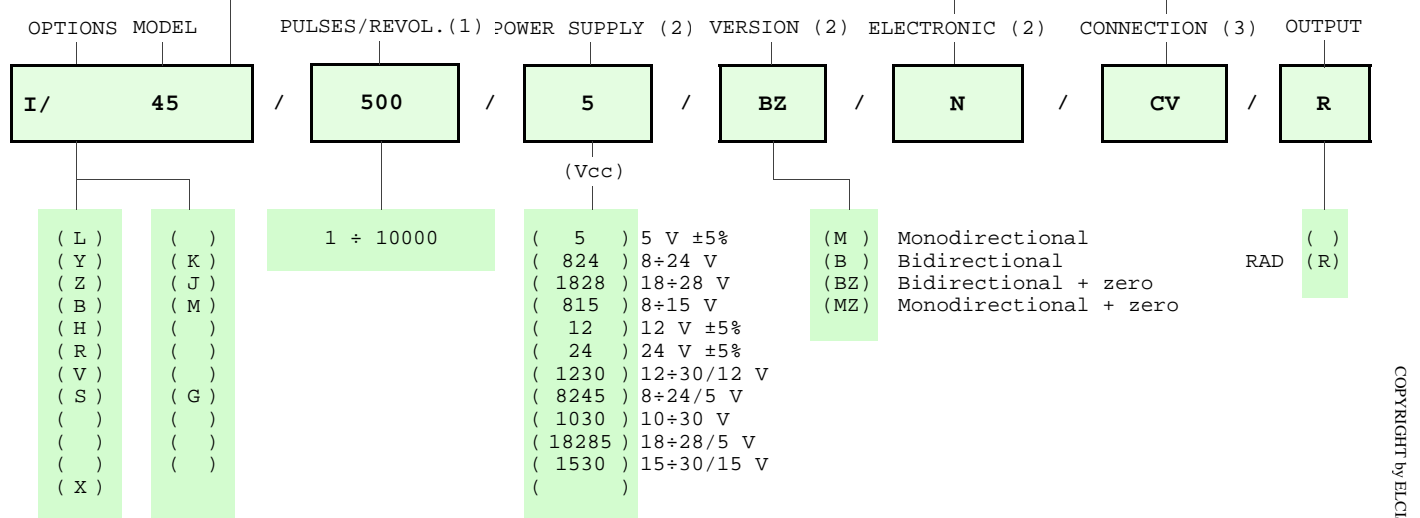 OPTIONS MODEL PULSES/REVOL.(1) POWER SUPPLY (2) VERSION (2) ELECTRONIC (2) CONNECTION (3) OUTPUT
I/ 45 / 500 / 5 / BZ / N / CV / R
(Vcc)
( L ) ( ) 1 ÷ 10000 ( 5 ) 5 V ±5% (M ) Monodirectional ( )
( Y ) ( K ) ( 824 ) 8÷24 V (B ) Bidirectional RAD (R)
( Z ) ( J ) ( 1828 ) 18÷28 V (BZ) Bidirectional + zero
( B ) ( M ) ( 815 ) 8÷15 V (MZ) Monodirectional + zero
( H ) ( ) ( 12 ) 12 V ±5%
( R ) ( ) ( 24 ) 24 V ±5%
( V ) ( ) ( 1230 ) 12÷30/12 V
( S ) ( G ) ( 8245 ) 8÷24/5 V
( ) ( ) ( 1030 ) 10÷30 V
( ) ( ) ( 18285 ) 18÷28/5 V
( ) ( ) ( 1530 ) 15÷30/15 V
( X ) ( )
COPYRIGHT by ELCI